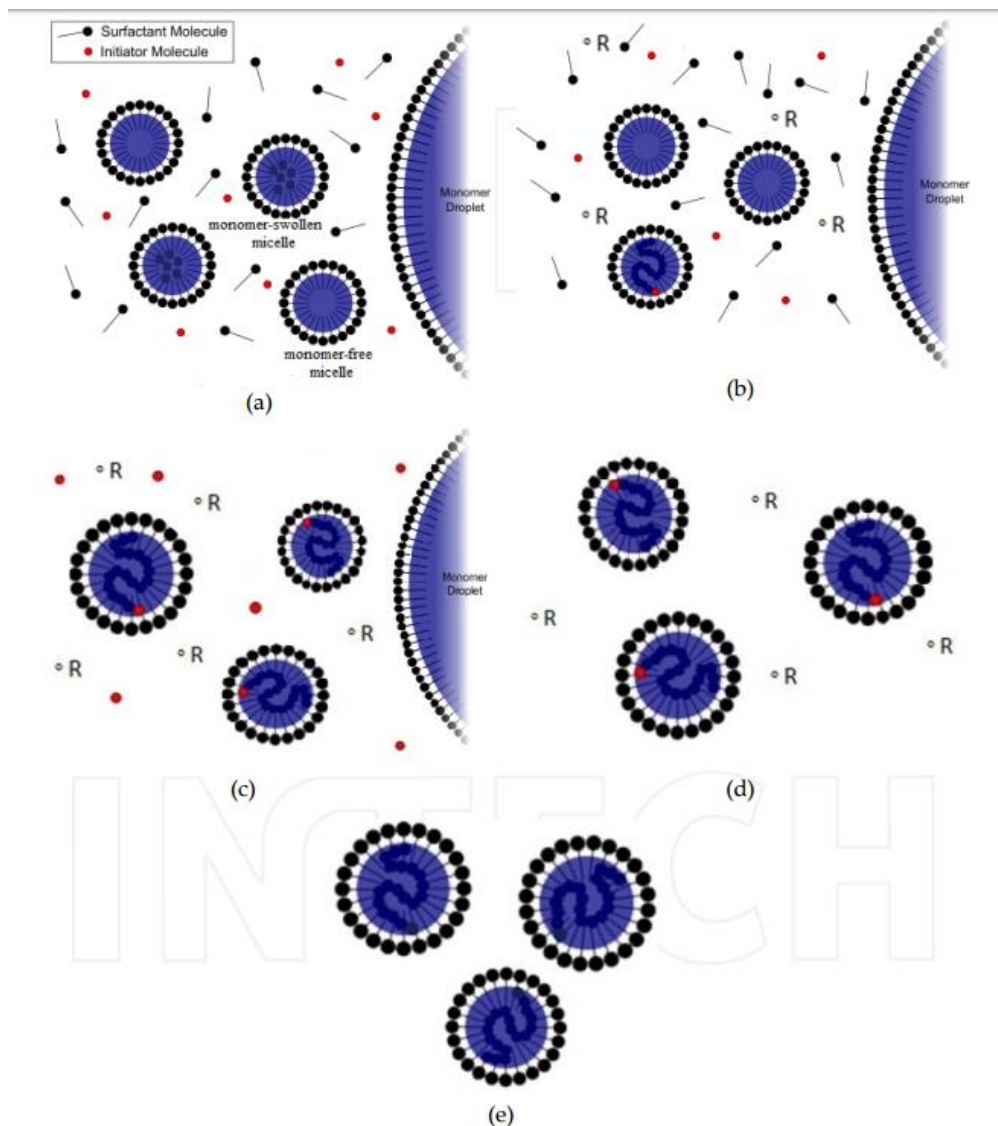 Surfactant Molecule
Initiator Molecule
monomer-swollen
micelle
monomer-free
micelle
Monomer
Droplet
(a)
R
R
R
R
Monomer
Droplet
(b)
R
R
R
R
R
Monomer
Droplet
(c)
R
R
R
R
(d)
INTECH
(e)